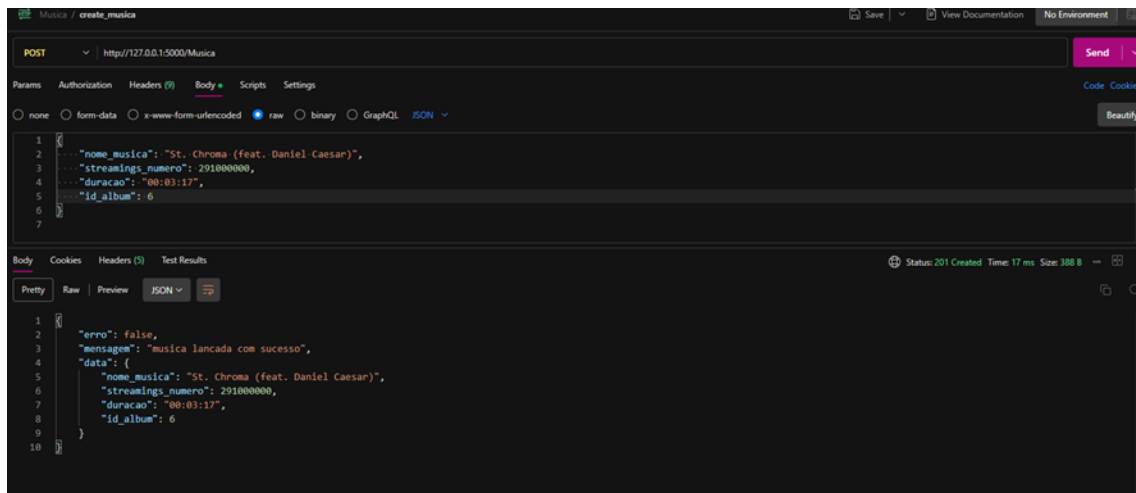 Musica / create_musica Save View Documentation No Environment
POST http://127.0.0.1:5000/Musica Send
Params Authorization Headers (9) Body Scripts Settings Code Cookie
none form-data x-www-form-urlencoded raw binary GraphQL JSON Beautify
1 {
2 "nome_musica": "St. Chroma (feat. Daniel Caesar)",
3 "streamings_numero": 291000000,
4 "duracao": "00:03:17",
5 "id_album": 6
6 }
7
Body Cookies Headers (5) Test Results Status: 201 Created Time: 17 ms Size: 388 B
Pretty Raw Preview JSON
1 {
2 "erro": false,
3 "mensagem": "musica lancada com sucesso",
4 "data": {
5 "nome_musica": "St. Chroma (feat. Daniel Caesar)",
6 "streamings_numero": 291000000,
7 "duracao": "00:03:17",
8 "id_album": 6
9 }
10 }